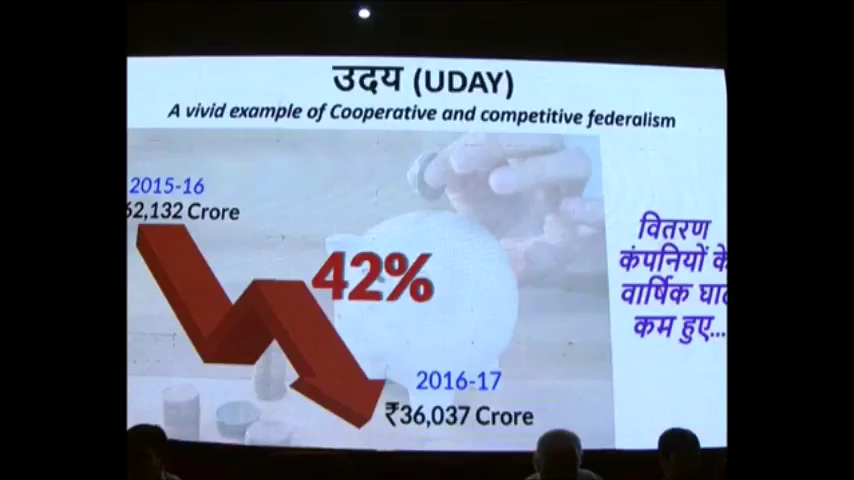 उदय (UDAY)
A vivid example of Cooperative and competitive federalism
2015-16
62,132 Crore
42%
2016-17
₹36,037 Crore
वितरण
कंपनियों के
वार्षिक
कम हुए...